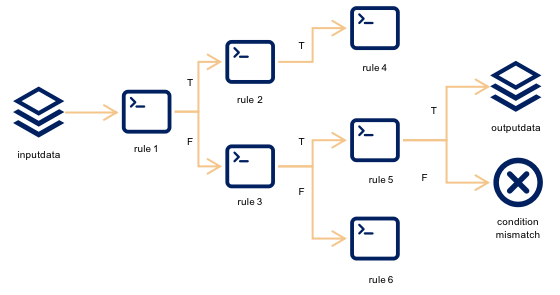 inputdata
rule 1
T
F
rule 2
rule 3
T
T
F
rule 4
rule 5
rule 6
T
F
outputdata
condition
mismatch